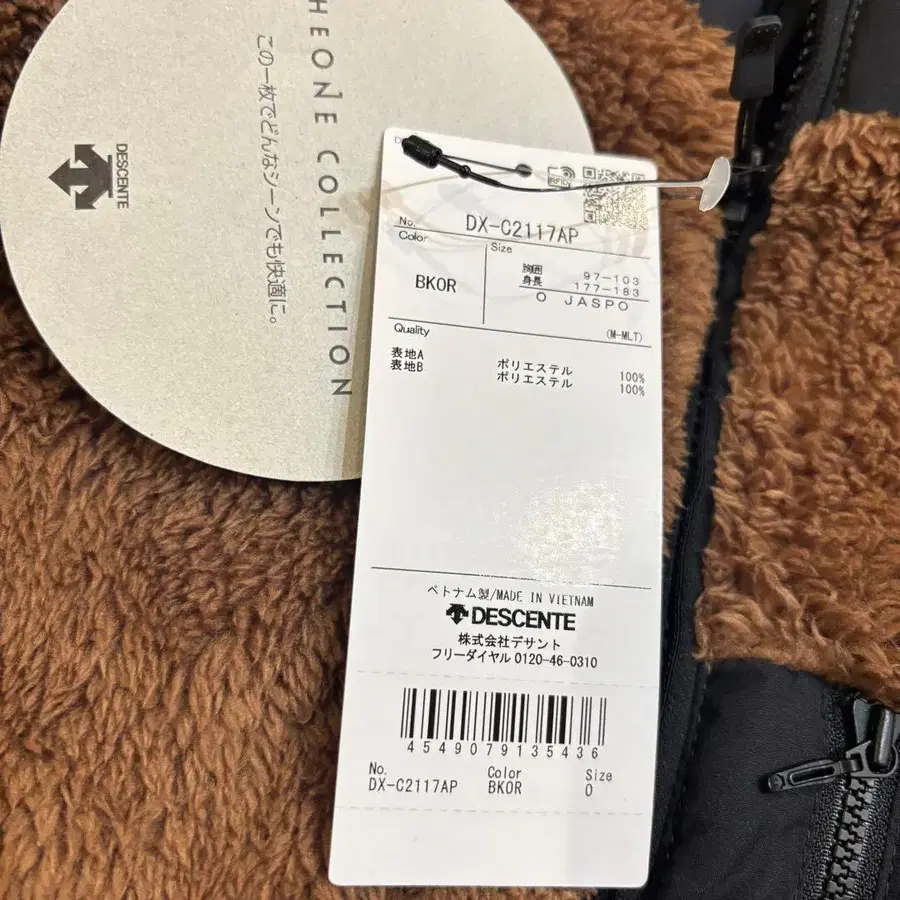 HEONE COLLECTION
この一枚でどんなシーンでも快適に。
DESCENTE
No. DX-C2117AP
Color Size
BKOR
胸囲 97-103
身長 177-183
O JASPO
(M-MLT)
Quality
表地A ポリエステル 100%
表地B ポリエステル 100%
ベトナム製/MADE IN VIETNAM
DESCENTE
株式会社デサント
フリーダイヤル 0120-46-0310
4549079135436
No. Color Size
DX-C2117AP BKOR O